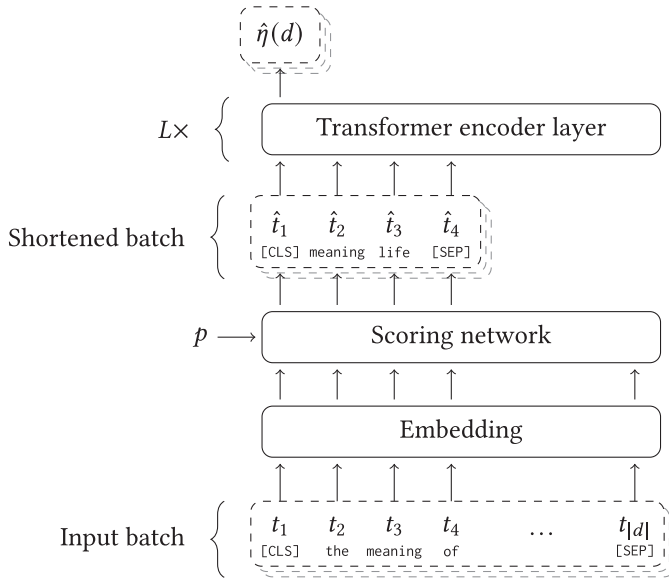 η̂(d)
L× Transformer encoder layer
Shortened batch t̂₁ t̂₂ t̂₃ t̂₄
[CLS] meaning life [SEP]
p Scoring network
Embedding
Input batch t₁ t₂ t₃ t₄ ... t|d|
[CLS] the meaning of [SEP]